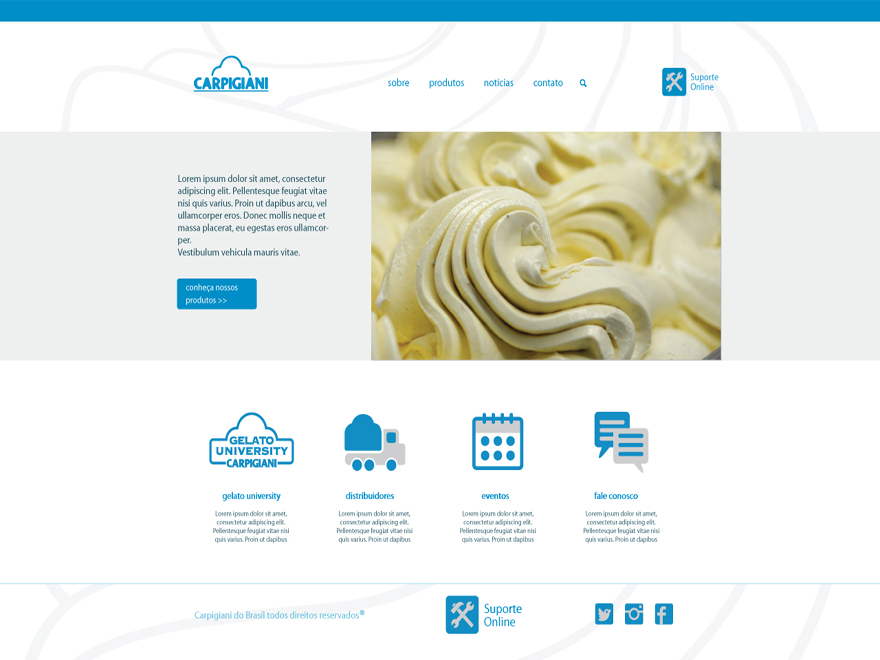 CARPIGIANI
sobre
produtos
notícias
contato
Suporte
Online
Lorem ipsum dolor sit amet, consectetur
adipiscing elit. Pellentesque feugiat vitae
nisi quis varius. Proin ut dapibus arcu, vel
ullamcorper eros. Donec mollis neque et
massa placerat, eu egestas eros ullamcor-
per.
Vestibulum vehicula mauris vitae.
conheça nossos
produtos >>
GELATO
UNIVERSITY
CARPIGIANI
gelato university
Lorem ipsum dolor sit amet,
consectetur adipiscing elit.
Pellentesque feugiat vitae nisi
quis varius. Proin ut dapibus
distribuidores
Lorem ipsum dolor sit amet,
consectetur adipiscing elit.
Pellentesque feugiat vitae nisi
quis varius. Proin ut dapibus
eventos
Lorem ipsum dolor sit amet,
consectetur adipiscing elit.
Pellentesque feugiat vitae nisi
quis varius. Proin ut dapibus
fale conosco
Lorem ipsum dolor sit amet,
consectetur adipiscing elit.
Pellentesque feugiat vitae nisi
quis varius. Proin ut dapibus
Carpigiani do Brasil todos direitos reservados®
Suporte
Online